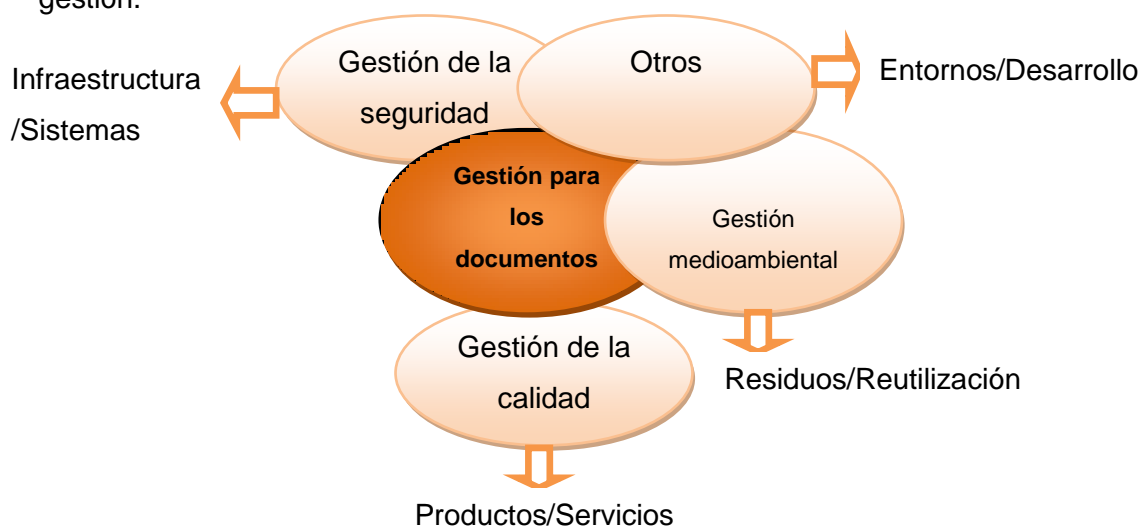 gestión.
Gestión de la
seguridad
Otros
Entornos/Desarrollo
Infraestructura
/Sistemas
Gestión para
los
documentos
Gestión
medioambiental
Gestión de la
calidad
Residuos/Reutilización
Productos/Servicios